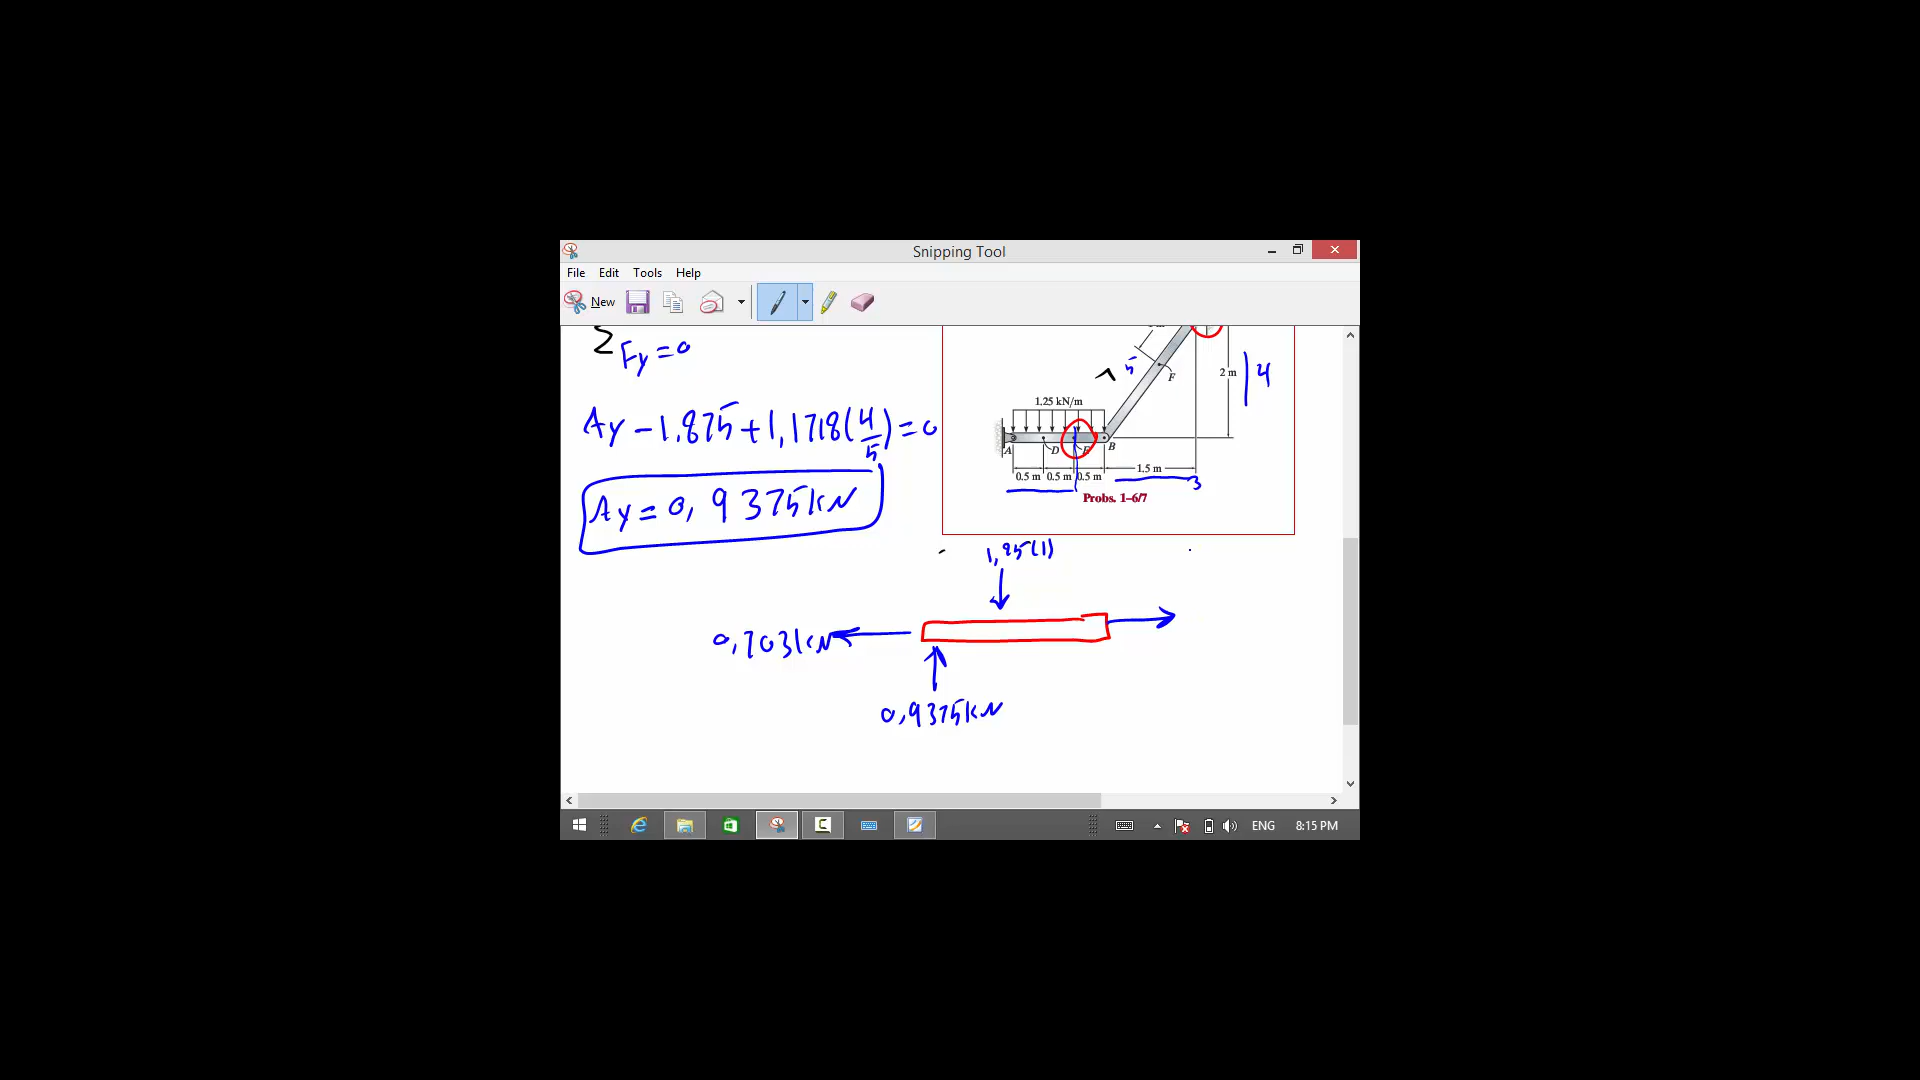 Snipping Tool
File Edit Tools Help
New
ΣFy=0
Ay-1.875+1,1718(4/5)=0
Ay=0,9375kN
5
F
2 m
4
1.25 kN/m
A
D
E
B
0.5 m 0.5 m 0.5 m
1.5 m
3
Probs. 1–6/7
1,25(1)
0,703kN
0,9375kN
ENG 8:15 PM